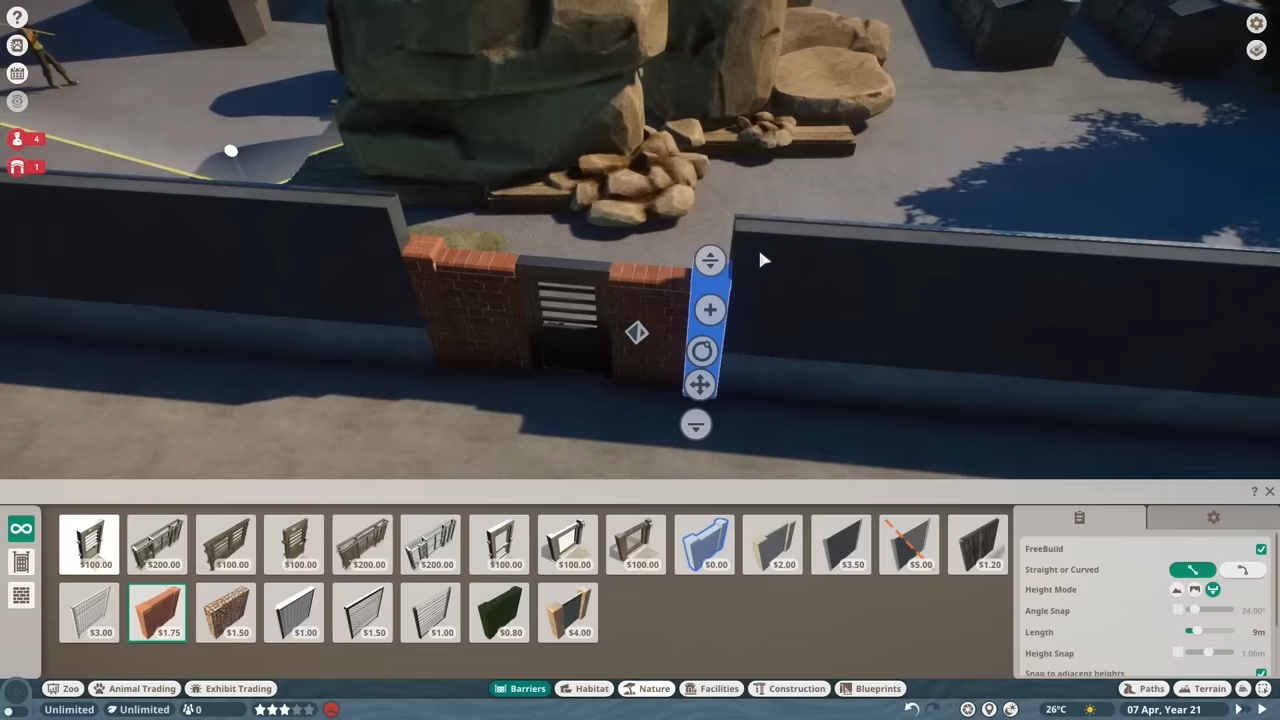 ?
4
1
? ×
$100.00 $200.00 $100.00 $100.00 $200.00 $200.00 $100.00 $100.00 $100.00 $0.00 $2.00 $3.50 $5.00 $1.20
$3.00 $1.75 $1.50 $1.00 $1.50 $1.00 $0.80 $4.00
FreeBuild
Straight or Curved
Height Mode
Angle Snap 24.00°
Length 9m
Height Snap 1.00m
Snap to adjacent heights
Zoo Animal Trading Exhibit Trading Barriers Habitat Nature Facilities Construction Blueprints Paths Terrain
Unlimited Unlimited 0 26°C 07 Apr, Year 21